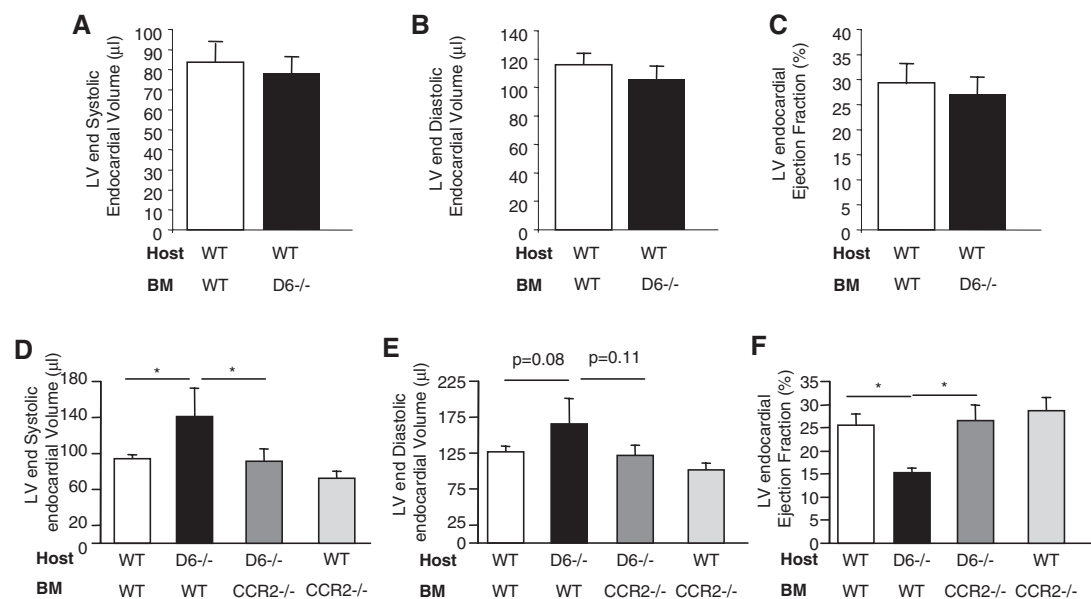 A
LV end Systolic
Endocardial Volume (µl)
100
90
80
70
60
50
40
30
20
10
0
Host WT WT
BM WT D6-/-
B
LV end Diastolic
Endocardial Volume (µl)
140
120
100
80
60
40
20
0
WT WT
WT D6-/-
C
LV endocardial
Ejection Fraction (%)
40
35
30
25
20
15
10
5
0
Host WT WT
BM WT D6-/-
D
LV end Systolic
endocardial Volume (µl)
180
140
100
60
20
0
* *
Host WT D6-/- D6-/- WT
BM WT WT CCR2-/- CCR2-/-
E
LV end Diastolic
endocardial Volume (µl)
225
175
125
75
25
0
p=0.08 p=0.11
Host WT D6-/- D6-/- WT
BM WT WT CCR2-/- CCR2-/-
F
LV endocardial
Ejection Fraction (%)
35
30
25
20
15
10
5
0
* *
Host WT D6-/- D6-/- WT
BM WT WT CCR2-/- CCR2-/-